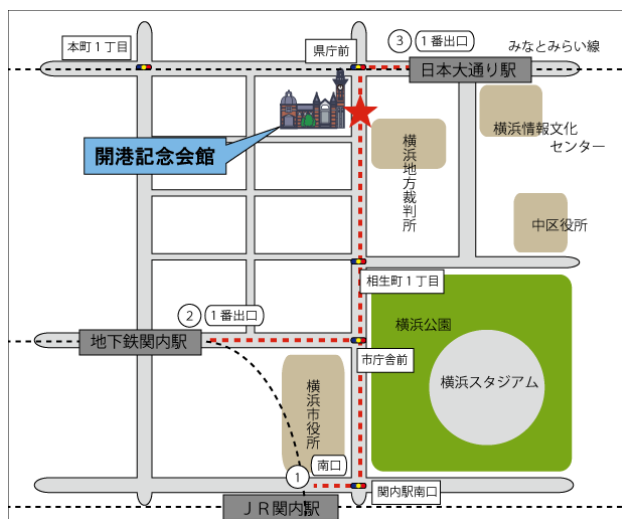 本町1丁目
県庁前
③
1番出口
みなとみらい線
日本大通り駅
開港記念会館
横浜地方裁判所
横浜情報文化
センター
中区役所
相生町1丁目
②
1番出口
地下鉄関内駅
市庁舎前
横浜公園
横浜スタジアム
横浜市役所
①
南口
関内駅南口
JR関内駅